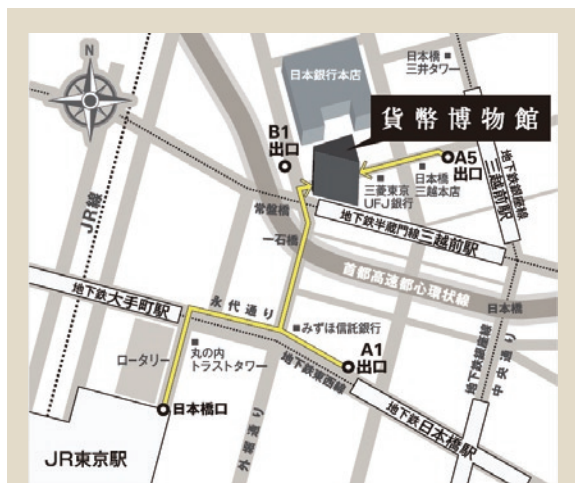 N
日本橋
三井タワー
日本銀行本店
貨幣博物館
B1
出口
A5
出口
地下鉄銀座線
三越前駅
日本橋
三越本店
三菱東京
UFJ銀行
JR線
常盤橋
地下鉄半蔵門線三越前駅
一石橋
首都高速都心環状線
地下鉄大手町駅
永代通り
日本橋
みずほ信託銀行
ロータリー
丸の内
トラストタワー
地下鉄東西線
A1
出口
地下鉄銀座線
中央通り
日本橋口
地下鉄日本橋駅
外堀通り
JR東京駅